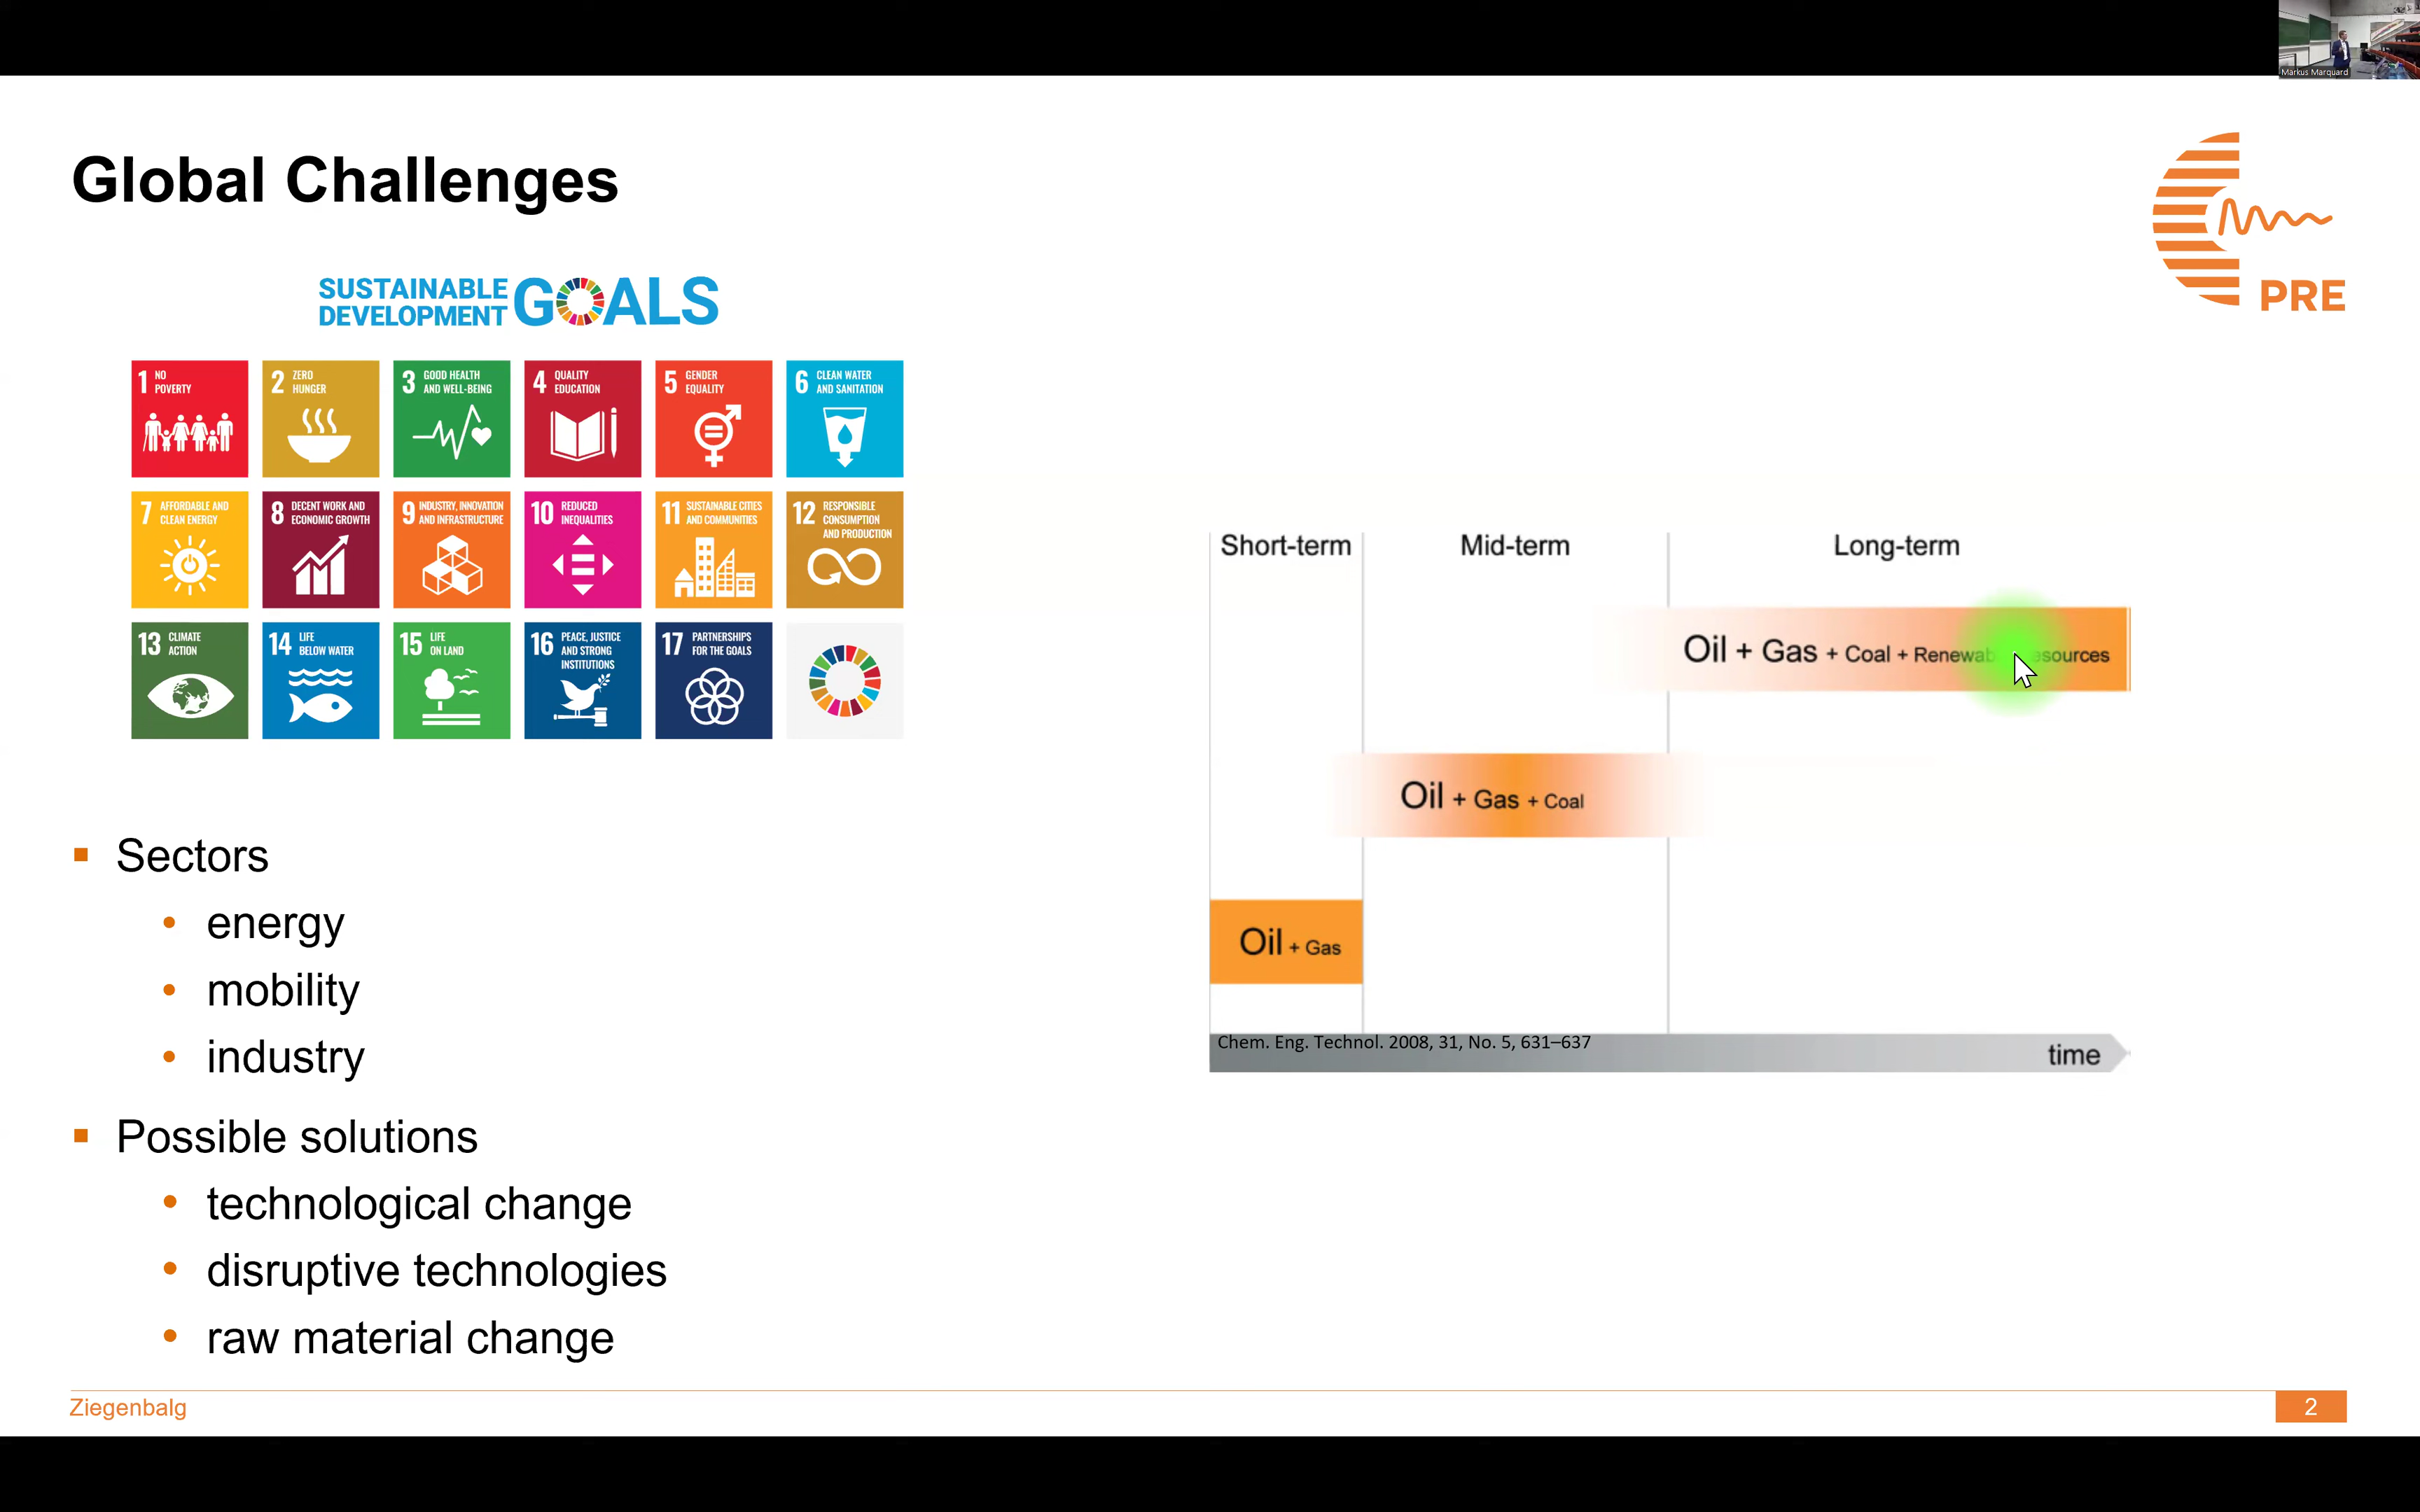 Markus Marquard
Global Challenges
PRE
SUSTAINABLE
DEVELOPMENT
GOALS
1 NO
POVERTY
2 ZERO
HUNGER
3 GOOD HEALTH
AND WELL-BEING
4 QUALITY
EDUCATION
5 GENDER
EQUALITY
6 CLEAN WATER
AND SANITATION
7 AFFORDABLE AND
CLEAN ENERGY
8 DECENT WORK AND
ECONOMIC GROWTH
9 INDUSTRY, INNOVATION
AND INFRASTRUCTURE
10 REDUCED
INEQUALITIES
11 SUSTAINABLE CITIES
AND COMMUNITIES
12 RESPONSIBLE
CONSUMPTION
AND PRODUCTION
13 CLIMATE
ACTION
14 LIFE
BELOW WATER
15 LIFE
ON LAND
16 PEACE, JUSTICE
AND STRONG
INSTITUTIONS
17 PARTNERSHIPS
FOR THE GOALS
Sectors
energy
mobility
industry
Possible solutions
technological change
disruptive technologies
raw material change
Short-term
Mid-term
Long-term
Oil + Gas + Coal + Renewable Resources
Oil + Gas + Coal
Oil + Gas
Chem. Eng. Technol. 2008, 31, No. 5, 631–637
time
Ziegenbalg
2